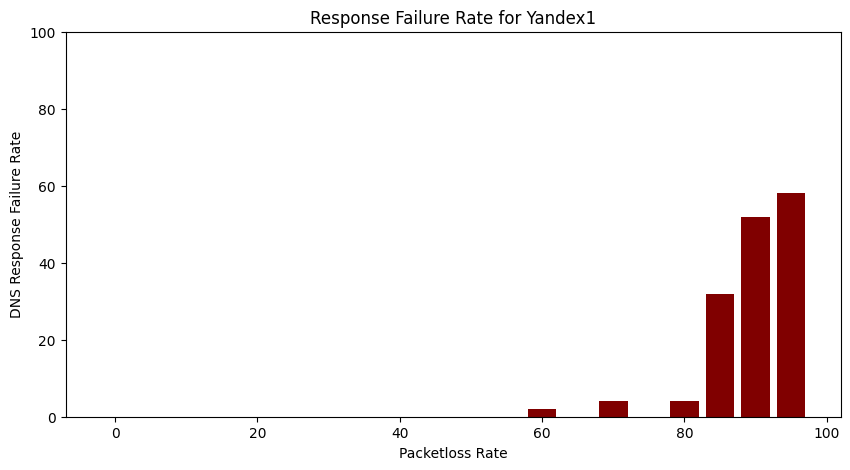 Response Failure Rate for Yandex1
100
80
60
40
20
0
DNS Response Failure Rate
0 20 40 60 80 100
Packetloss Rate